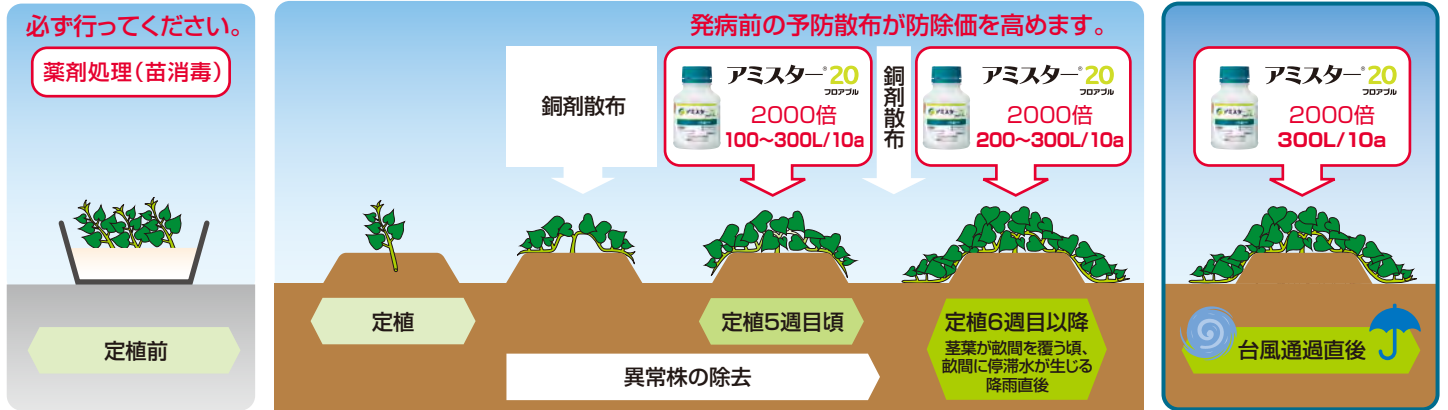 必ず行ってください。
薬剤処理(苗消毒)
定植前
発病前の予防散布が防除価を高めます。
銅剤散布
アミスター®20
フロアブル
2000倍
100〜300L/10a
銅剤散布
アミスター®20
フロアブル
2000倍
200〜300L/10a
定植
定植5週目頃
定植6週目以降
茎葉が畝間を覆う頃、
畝間に停滞水が生じる
降雨直後
異常株の除去
アミスター®20
フロアブル
2000倍
300L/10a
台風通過直後